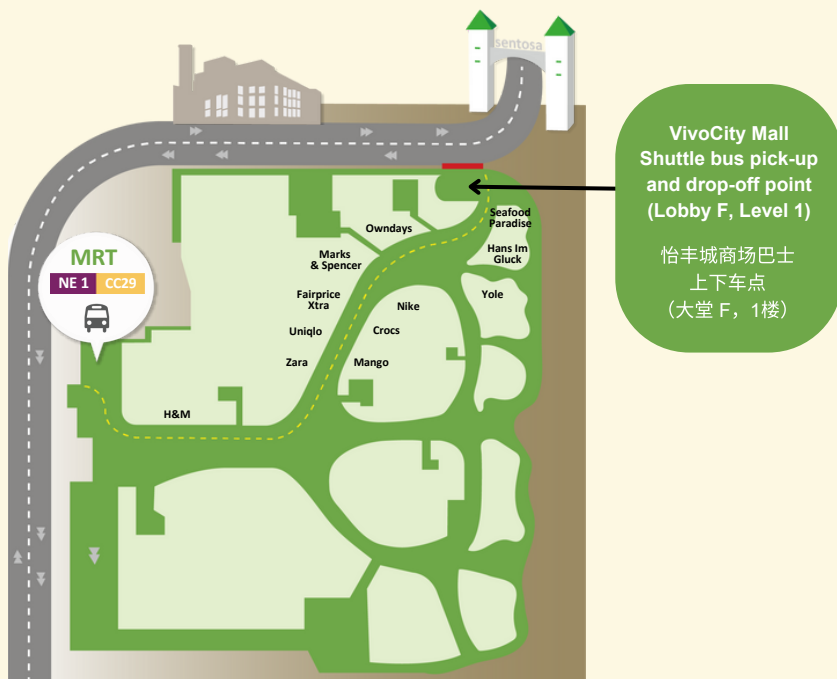 sentosa
VivoCity Mall
Shuttle bus pick-up
and drop-off point
(Lobby F, Level 1)
怡丰城商场巴士
上下车点
（大堂 F，1楼）
Seafood
Paradise
Owndays
Hans Im
Gluck
Marks
& Spencer
MRT
NE 1 CC29
Fairprice
Xtra
Nike
Yole
Uniqlo
Crocs
Zara
Mango
H&M